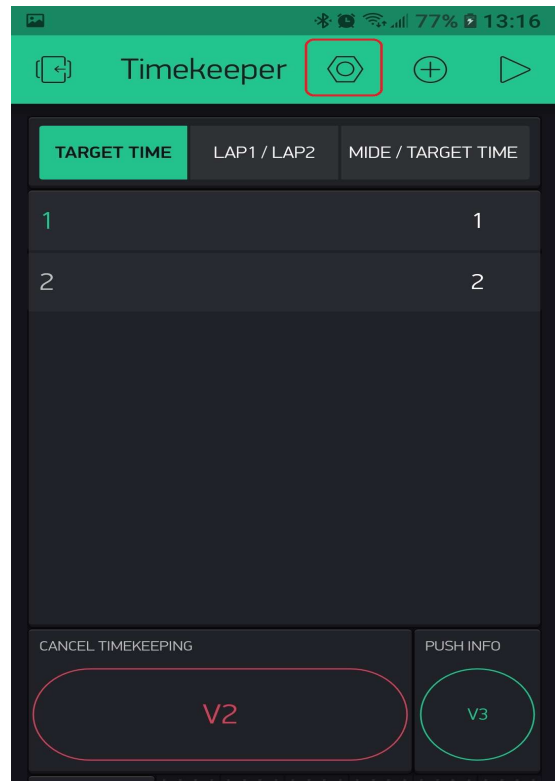 77% 13:16
Timekeeper
TARGET TIME LAP1 / LAP2 MIDE / TARGET TIME
1 1
2 2
CANCEL TIMEKEEPING PUSH INFO
V2 V3